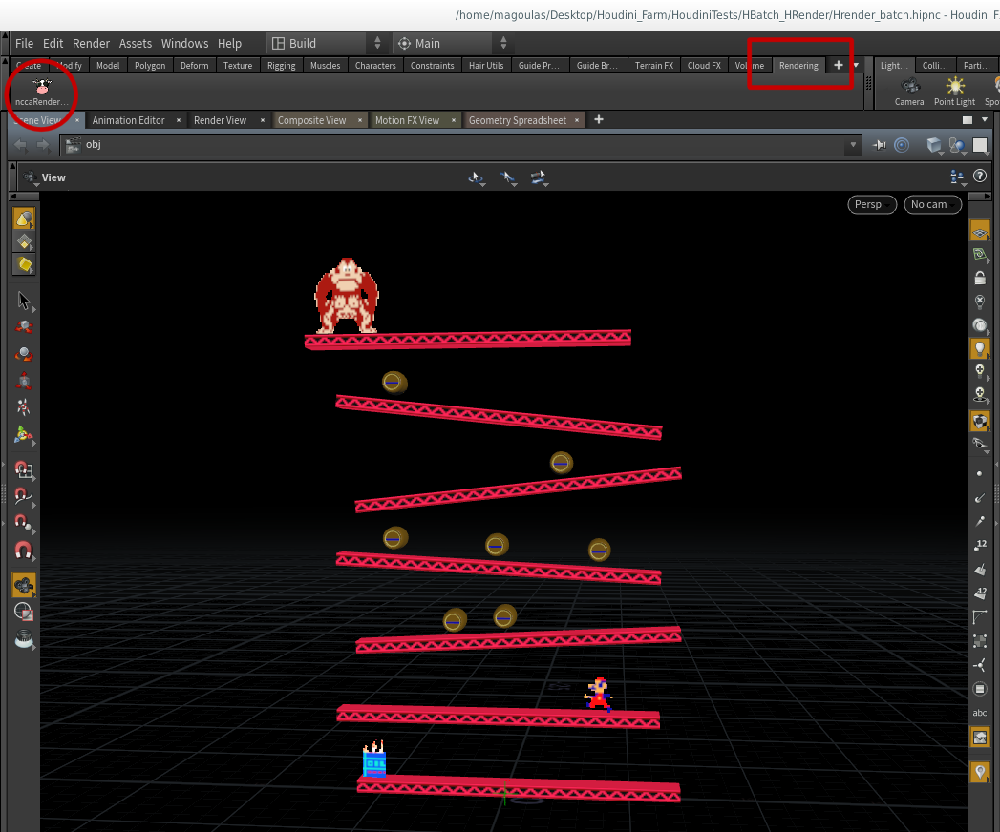 /home/magoulas/Desktop/Houdini_Farm/HoudiniTests/HBatch_HRender/Hrender_batch.hipnc - Houdini F
File Edit Render Assets Windows Help Build Main
Create Modify Model Polygon Deform Texture Rigging Muscles Characters Constraints Hair Utils Guide Pr... Guide Br... Terrain FX Cloud FX Volume Rendering + Light... Colli... Parti...
nccaRender... Camera Point Light Spo
Scene View × Animation Editor × Render View × Composite View × Motion FX View × Geometry Spreadsheet × +
obj
View
Persp No cam
12
12
abc